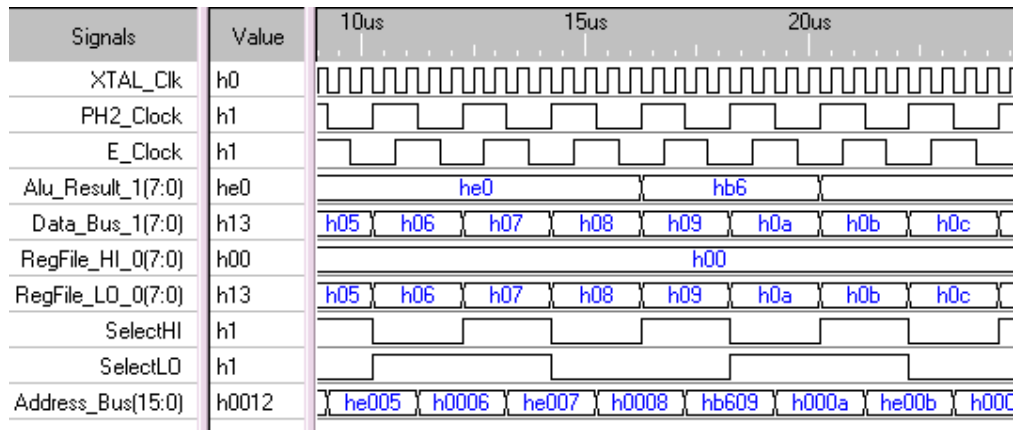 Signals Value 10us 15us 20us
XTAL_Clk h0
PH2_Clock h1
E_Clock h1
Alu_Result_1(7:0) he0 he0 hb6
Data_Bus_1(7:0) h13 h05 h06 h07 h08 h09 h0a h0b h0c
RegFile_HI_0(7:0) h00 h00
RegFile_LO_0(7:0) h13 h05 h06 h07 h08 h09 h0a h0b h0c
SelectHI h1
SelectLO h1
Address_Bus(15:0) h0012 he005 h0006 he007 h0008 hb609 h000a he00b h000